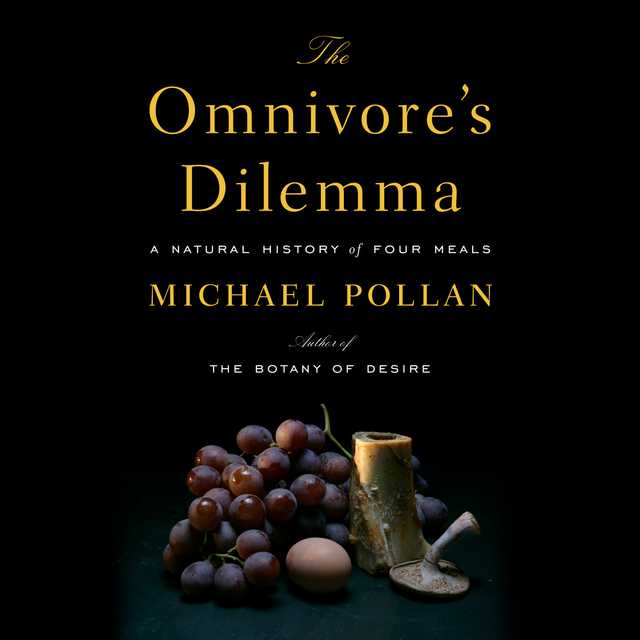 The
Omnivore’s
Dilemma
A NATURAL HISTORY of FOUR MEALS
MICHAEL POLLAN
Author of
THE BOTANY OF DESIRE